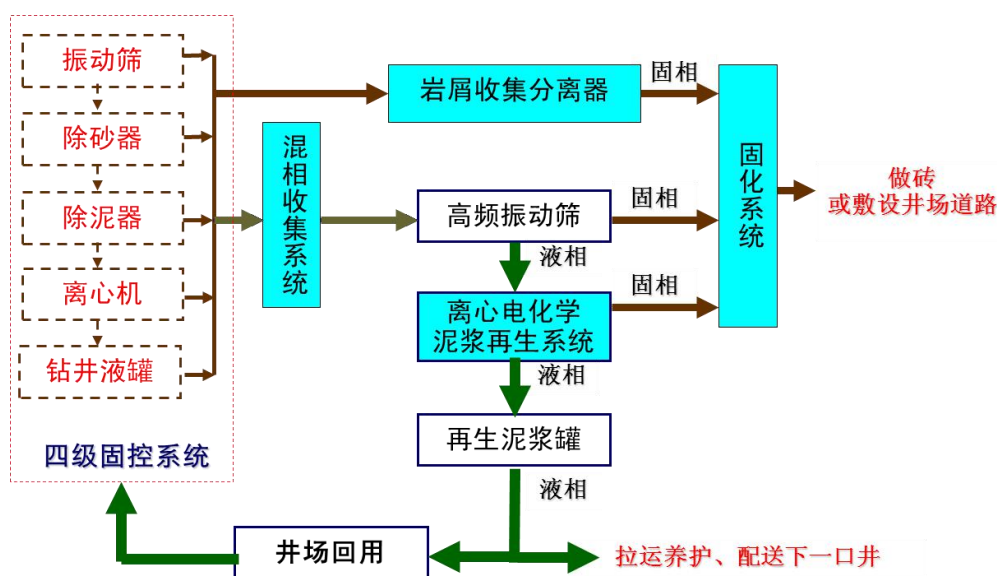 振动筛
除砂器
除泥器
离心机
钻井液罐
四级固控系统
混相收集系统
岩屑收集分离器
固相
高频振动筛
固相
液相
离心电化学
泥浆再生系统
固相
液相
再生泥浆罐
液相
固化系统
做砖
或敷设井场道路
井场回用
拉运养护、配送下一口井